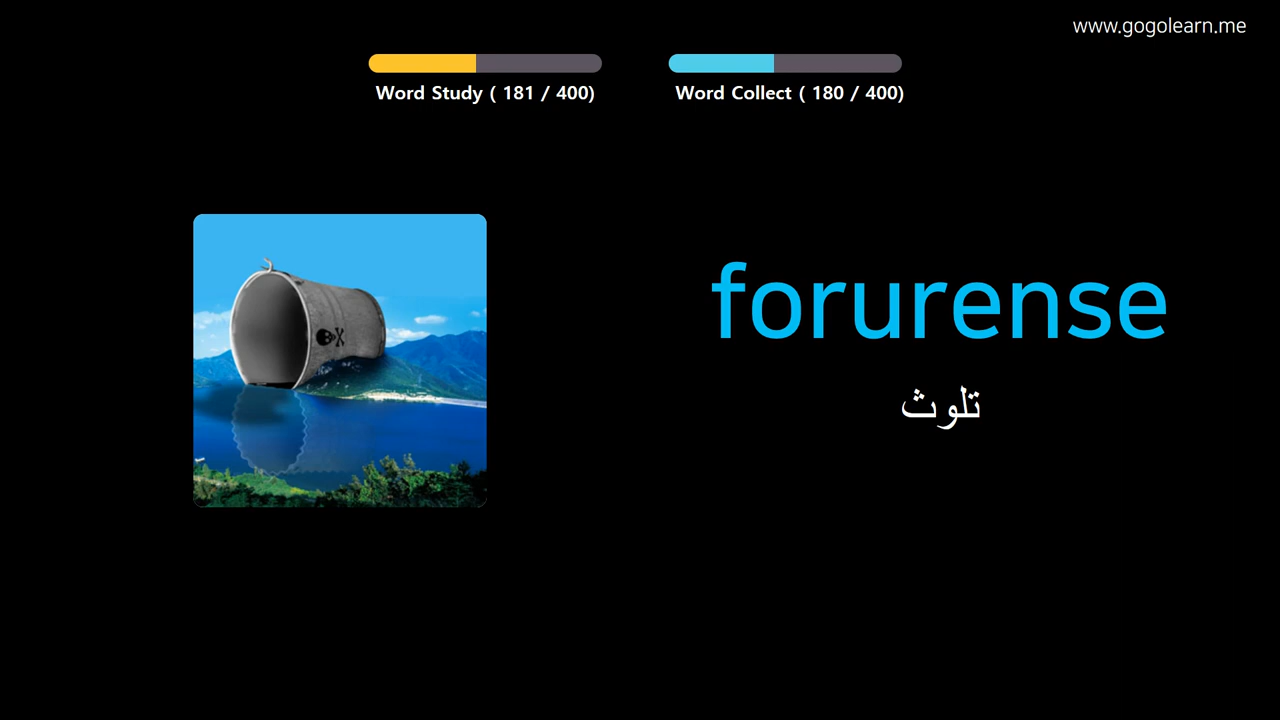 www.gogolearn.me
Word Study ( 181 / 400)
Word Collect ( 180 / 400)
forurense
تلوث